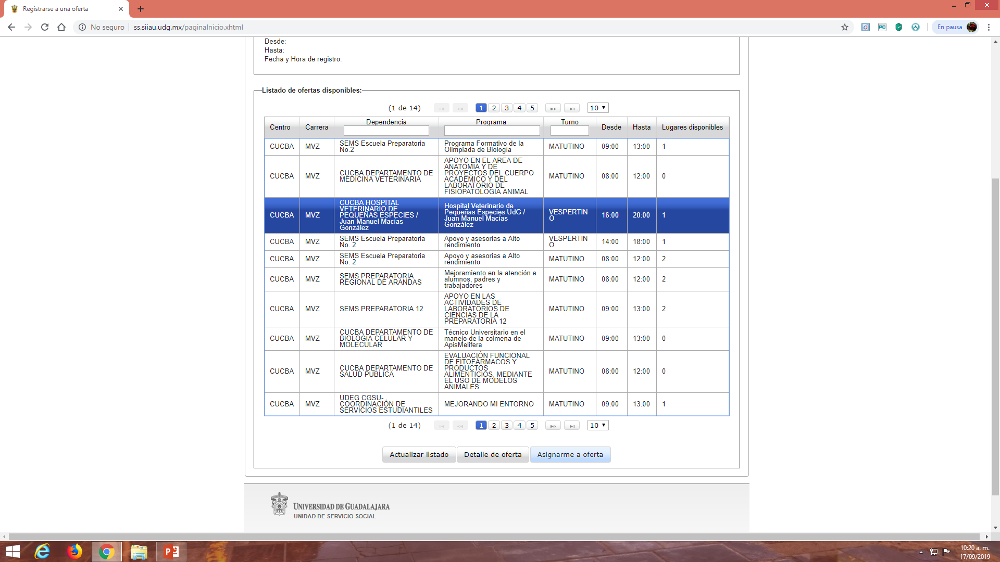 Registrarse a una oferta
No seguro
ss.siiau.udg.mx/paginaInicio.xhtml
En pausa
Desde:
Hasta:
Fecha y Hora de registro:
Listado de ofertas disponibles:
(1 de 14) 1 2 3 4 5 10
Centro Carrera Dependencia Programa Turno Desde Hasta Lugares disponibles
CUCBA MVZ SEMS Escuela Preparatoria No.2 Programa Formativo de la Olimpiada de Biología MATUTINO 09:00 13:00 1
CUCBA MVZ CUCBA DEPARTAMENTO DE MEDICINA VETERINARIA APOYO EN EL AREA DE ANATOMIA Y DE PROYECTOS DEL CUERPO ACADEMICO Y DEL LABORATORIO DE FISIOPATOLOGIA ANIMAL MATUTINO 08:00 12:00 0
CUCBA MVZ CUCBA HOSPITAL VETERINARIO DE PEQUEÑAS ESPECIES / Juan Manuel Macías González Hospital Veterinario de Pequeñas Especies UdG / Juan Manuel Macías González VESPERTINO 16:00 20:00 1
CUCBA MVZ SEMS Escuela Preparatoria No. 2 Apoyo y asesorias a Alto rendimiento VESPERTINO 14:00 18:00 1
CUCBA MVZ SEMS Escuela Preparatoria No. 2 Apoyo y asesorias a Alto rendimiento MATUTINO 08:00 12:00 2
CUCBA MVZ SEMS PREPARATORIA REGIONAL DE ARANDAS Mejoramiento en la atención a alumnos, padres y trabajadores MATUTINO 08:00 12:00 2
CUCBA MVZ SEMS PREPARATORIA 12 APOYO EN LAS ACTIVIDADES DE LABORATORIOS DE CIENCIAS DE LA PREPARATORIA 12 MATUTINO 09:00 13:00 2
CUCBA MVZ CUCBA DEPARTAMENTO DE BIOLOGIA CELULAR Y MOLECULAR Técnico Universitario en el manejo de la colmena de ApisMelifera MATUTINO 09:00 13:00 0
CUCBA MVZ CUCBA DEPARTAMENTO DE SALUD PUBLICA EVALUACIÓN FUNCIONAL DE FITOFÁRMACOS Y PRODUCTOS ALIMENTICIOS, MEDIANTE EL USO DE MODELOS ANIMALES MATUTINO 08:00 12:00 0
CUCBA MVZ UDEG CGSU- COORDINACIÓN DE SERVICIOS ESTUDIANTILES MEJORANDO MI ENTORNO MATUTINO 09:00 13:00 1
(1 de 14) 1 2 3 4 5 10
Actualizar listado Detalle de oferta Asignarme a oferta
UNIVERSIDAD DE GUADALAJARA
UNIDAD DE SERVICIO SOCIAL
10:20 a. m.
17/09/2019